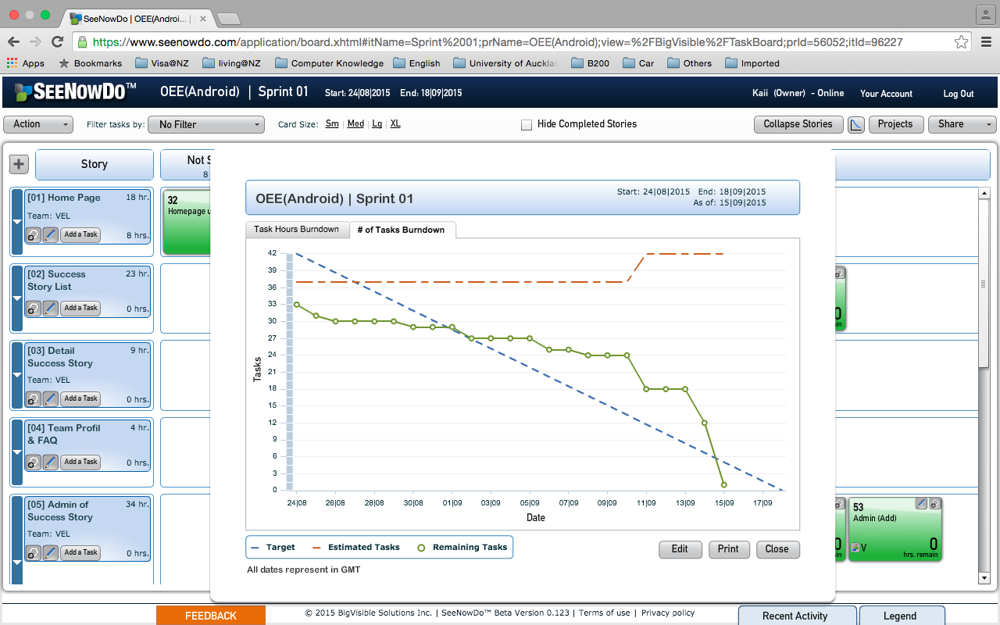 SeeNowDo | OEE(Androi... |
https://www.seenowdo.com/application/board.xhtml#itName=Sprint%2001;prName=OEE(Android);view=%2FBigVisible%2FTaskBoard;prId=56052;itId=96227
Apps Bookmarks Visa@NZ living@NZ Computer Knowledge English University of Aucklan B200 Car Others Imported
SEENOWDO™ OEE(Android) | Sprint 01 Start: 24|08|2015 End: 18|09|2015 Kaii (Owner) - Online Your Account Log Out
Action Filter tasks by: No Filter Card Size: Sm | Med | Lg | XL Hide Completed Stories Collapse Stories Projects Share
Story Not S
8
[01] Home Page 18 hr.
Team: VEL
Add a Task 8 hrs.
32
Homepage u
[02] Success
Story List 23 hr.
Add a Task 0 hrs.
[03] Detail
Success Story 9 hr.
Team: VEL
Add a Task 0 hrs.
[04] Team Profil
& FAQ 4 hr.
Add a Task 0 hrs.
[05] Admin of
Success Story 34 hr.
Team: VEL
Add a Task 0 hrs.
OEE(Android) | Sprint 01
Start: 24|08|2015 End: 18|09|2015
As of: 15|09|2015
Task Hours Burndown # of Tasks Burndown
42
39
36
33
30
27
24
21
18
15
12
9
6
3
0
Tasks
24|08 26|08 28|08 30|08 01|09 03|09 05|09 07|09 09|09 11|09 13|09 15|09 17|09
Date
Target Estimated Tasks Remaining Tasks
Edit Print Close
All dates represent in GMT
0
ain
53
Admin (Add)
0
ain
V 0
hrs. remain
FEEDBACK
© 2015 BigVisible Solutions Inc. | SeeNowDo™ Beta Version 0.123 | Terms of use | Privacy policy
Recent Activity Legend